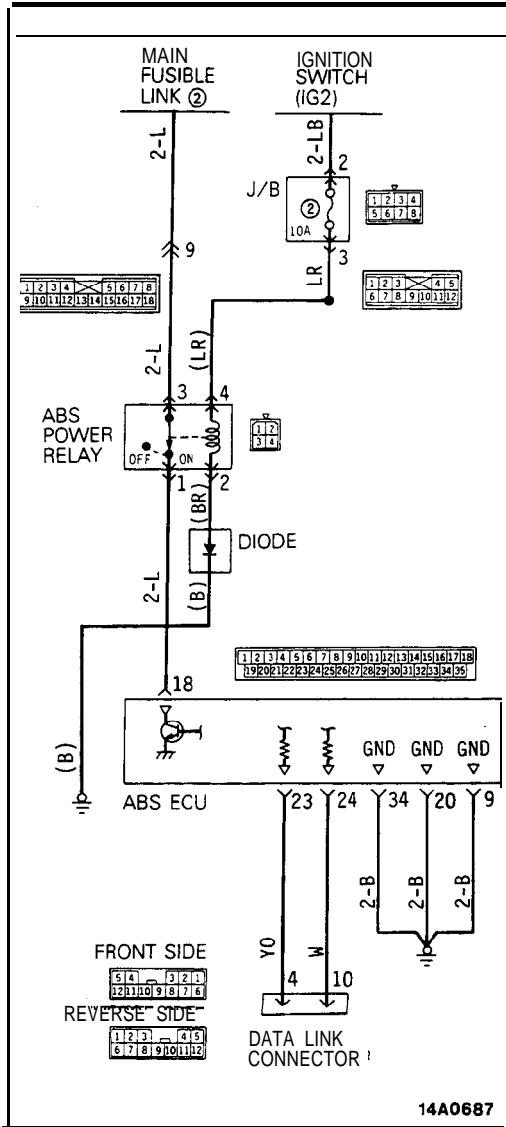 MAIN
FUSIBLE
LINK ②
IGNITION
SWITCH
(IG2)
2-L
2-LB
2
J/B
②
10A
1 2 3 4
5 6 7 8
3
9
LR
1 2 3 4 5 6 7 8
9 10 11 12 13 14 15 16 17 18
1 2 3 4 5
6 7 8 9 10 11 12
2-L
(LR)
3 4
ABS
POWER
RELAY
OFF ON
1 2
3 4
1 2
(BR)
DIODE
2-L
(B)
1 2 3 4 5 6 7 8 9 10 11 12 13 14 15 16 17 18
19 20 21 22 23 24 25 26 27 28 29 30 31 32 33 34 35
18
(B)
GND GND GND
ABS ECU
23 24 34 20 9
2-B 2-B 2-B
YO W
FRONT SIDE
5 4 3 2 1
12 11 10 9 8 7 6
REVERSE SIDE
1 2 3 4 5
6 7 8 9 10 11 12
4 10
DATA LINK
CONNECTOR
14A0687